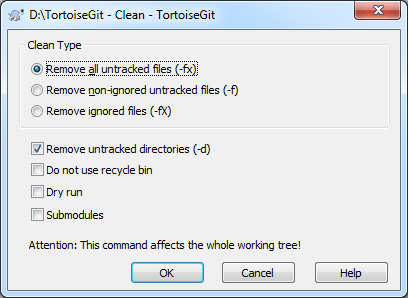 D:\TortoiseGit - Clean - TortoiseGit
Clean Type
Remove all untracked files (-fx)
Remove non-ignored untracked files (-f)
Remove ignored files (-fX)
Remove untracked directories (-d)
Do not use recycle bin
Dry run
Submodules
Attention: This command affects the whole working tree!
OK Cancel Help